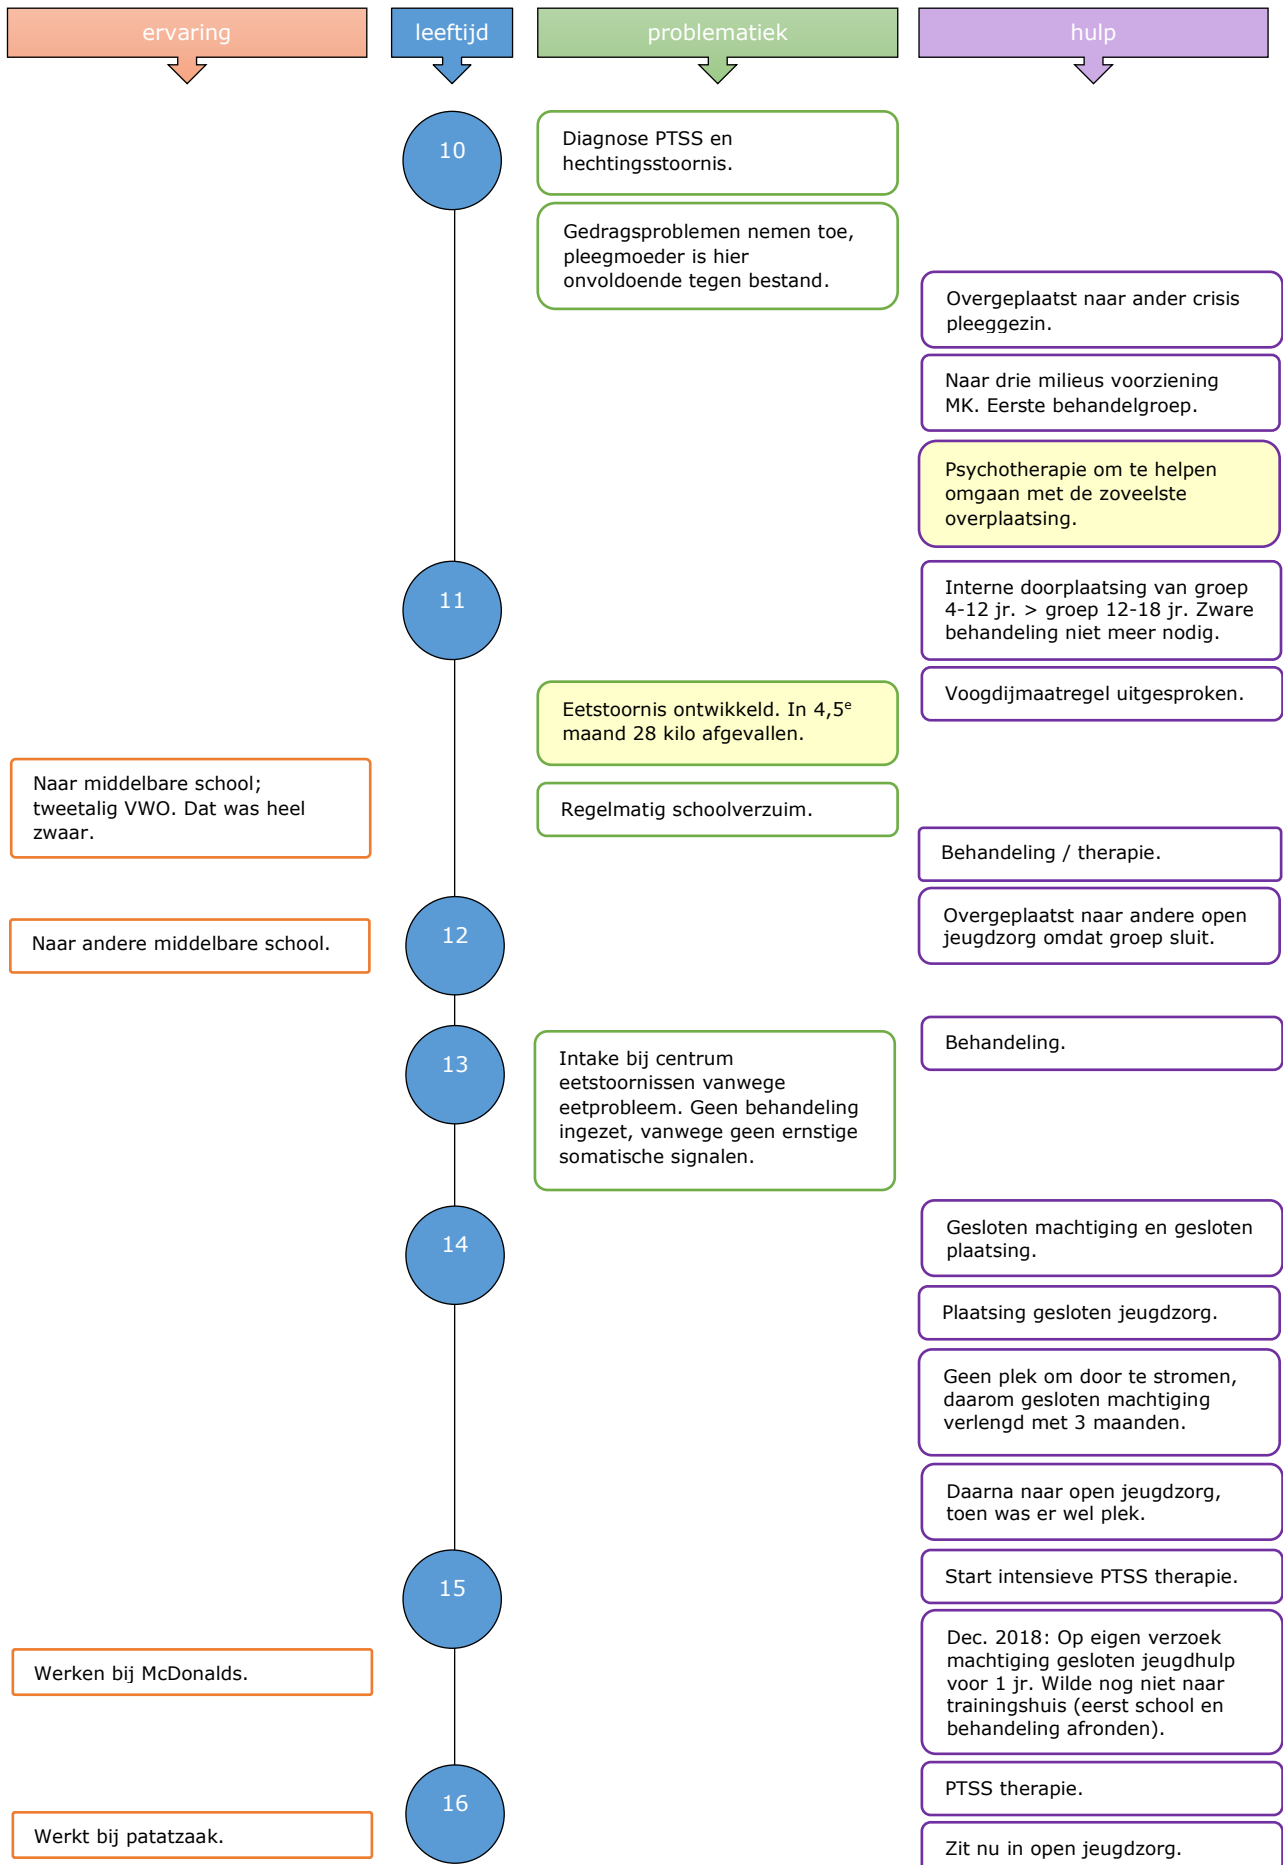 ervaring
leeftijd
problematiek
hulp
10
Diagnose PTSS en
hechtingsstoornis.
Gedragsproblemen nemen toe,
pleegmoeder is hier
onvoldoende tegen bestand.
Overgeplaatst naar ander crisis
pleeggezin.
Naar drie milieus voorziening
MK. Eerste behandelgroep.
Psychotherapie om te helpen
omgaan met de zoveelste
overplaatsing.
11
Interne doorplaatsing van groep
4-12 jr. > groep 12-18 jr. Zware
behandeling niet meer nodig.
Voogdijmaatregel uitgesproken.
Eetstoornis ontwikkeld. In 4,5e
maand 28 kilo afgevallen.
Naar middelbare school;
tweetalig VWO. Dat was heel
zwaar.
Regelmatig schoolverzuim.
Behandeling / therapie.
12
Naar andere middelbare school.
Overgeplaatst naar andere open
jeugdzorg omdat groep sluit.
13
Intake bij centrum
eetstoornissen vanwege
eetprobleem. Geen behandeling
ingezet, vanwege geen ernstige
somatische signalen.
Behandeling.
14
Gesloten machtiging en gesloten
plaatsing.
Plaatsing gesloten jeugdzorg.
Geen plek om door te stromen,
daarom gesloten machtiging
verlengd met 3 maanden.
Daarna naar open jeugdzorg,
toen was er wel plek.
15
Start intensieve PTSS therapie.
Werken bij McDonalds.
Dec. 2018: Op eigen verzoek
machtiging gesloten jeugdhulp
voor 1 jr. Wilde nog niet naar
trainingshuis (eerst school en
behandeling afronden).
16
PTSS therapie.
Werkt bij patatzaak.
Zit nu in open jeugdzorg.